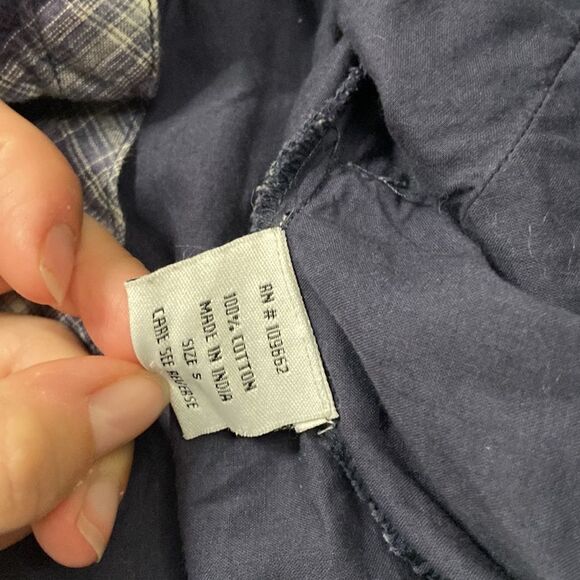 RN # 109662
100% COTTON
MADE IN INDIA
SIZE S
CARE SEE REVERSE